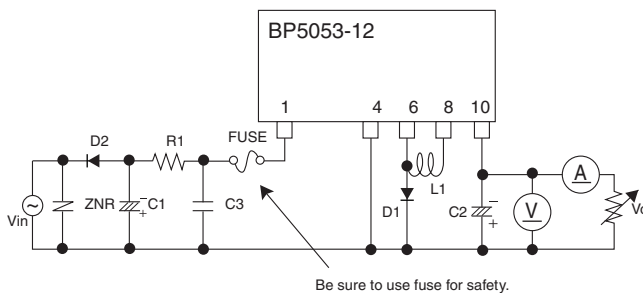 BP5053-12
1 4 6 8 10
D2 R1 FUSE
Vin ZNR C1 C3 D1 L1 C2 V A
- +
- +
Be sure to use fuse for safety.